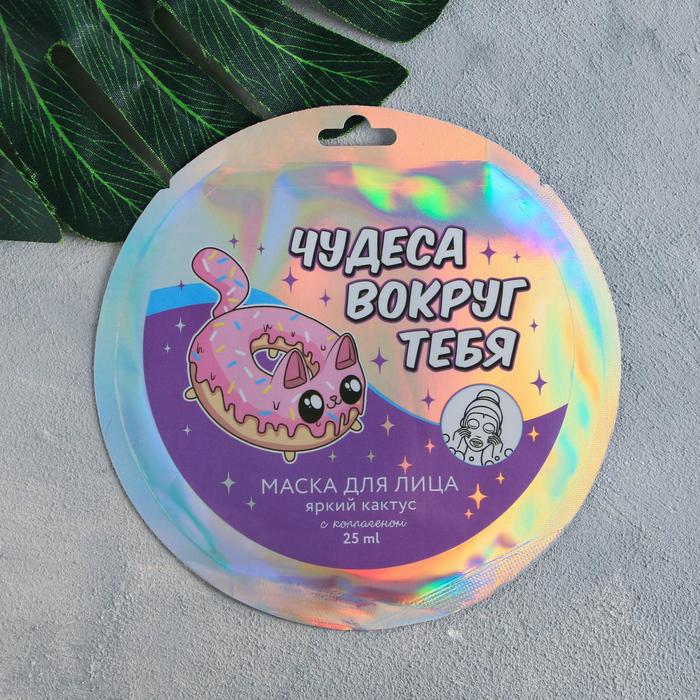 ЧУДЕСА
ВОКРУГ
ТЕБЯ
МАСКА ДЛЯ ЛИЦА
яркий кактус
с коллагеном
25 ml